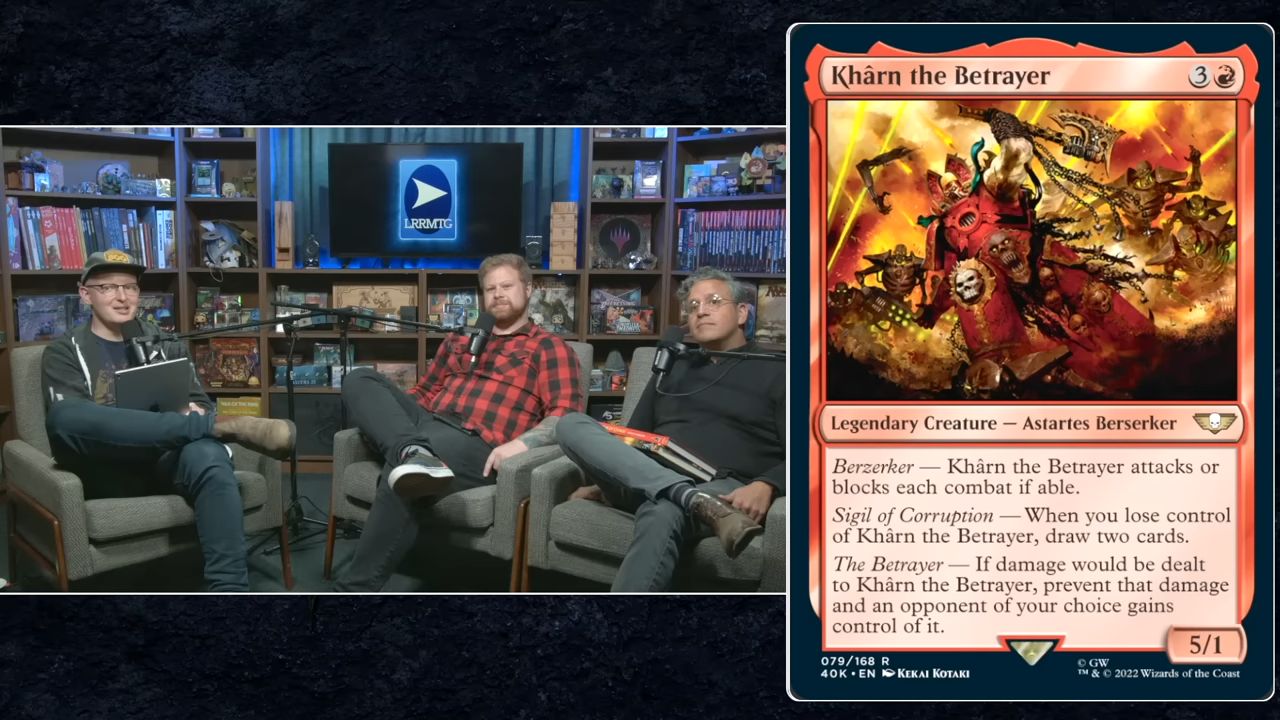 LRRMTG
Khârn the Betrayer
3
Legendary Creature — Astartes Berserker
Berzerker — Khârn the Betrayer attacks or
blocks each combat if able.
Sigil of Corruption — When you lose control
of Khârn the Betrayer, draw two cards.
The Betrayer — If damage would be dealt
to Khârn the Betrayer, prevent that damage
and an opponent of your choice gains
control of it.
5/1
079/168 R
40K • EN Kekai Kotaki
© GW
™ & © 2022 Wizards of the Coast